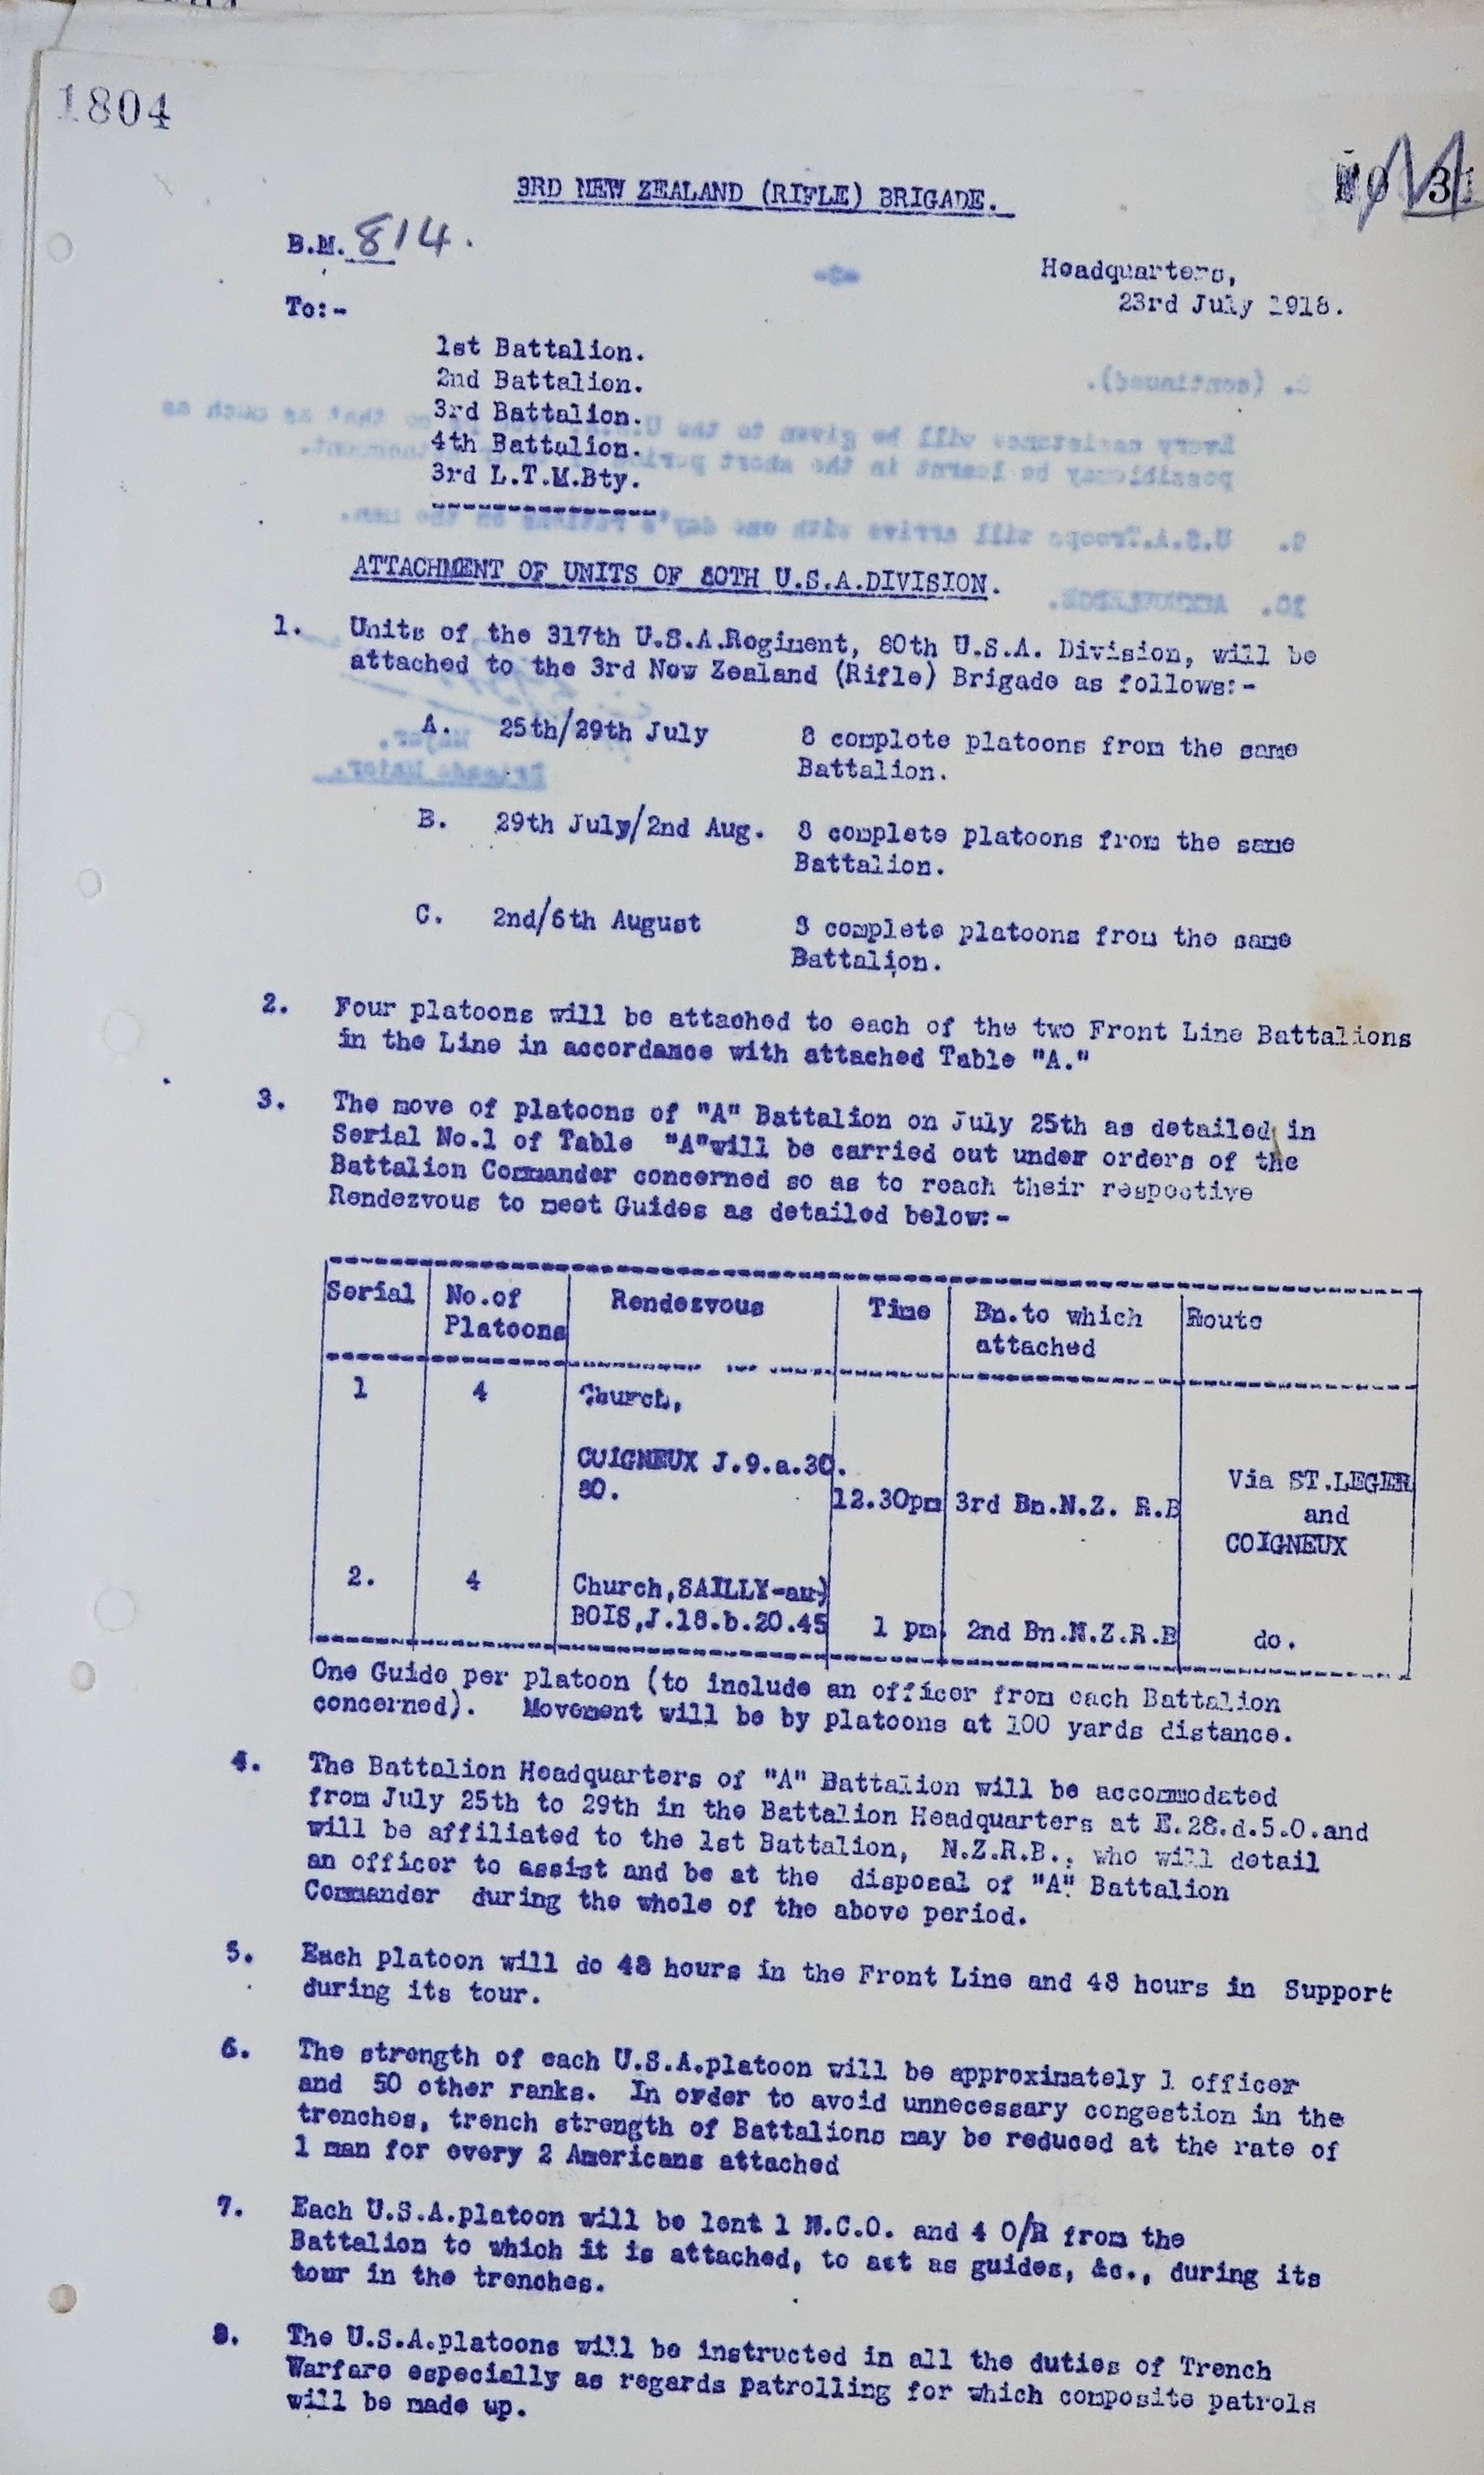 1804
3RD NEW ZEALAND (RIFLE) BRIGADE.
B.M. 814.
Headquarters,
23rd July 1918.
To:-
1st Battalion.
2nd Battalion.
3rd Battalion.
4th Battalion.
3rd L.T.M.Bty.
ATTACHMENT OF UNITS OF 80TH U.S.A.DIVISION.
1. Units of the 317th U.S.A.Regiment, 80th U.S.A. Division, will be
attached to the 3rd New Zealand (Rifle) Brigade as follows:-
A. 25th/29th July 8 complete platoons from the same
Battalion.
B. 29th July/2nd Aug. 8 complete platoons from the same
Battalion.
C. 2nd/6th August 8 complete platoons from the same
Battalion.
2. Four platoons will be attached to each of the two Front Line Battalions
in the Line in accordance with attached Table "A."
3. The move of platoons of "A" Battalion on July 25th as detailed in
Serial No.1 of Table "A"will be carried out under orders of the
Battalion Commander concerned so as to reach their respective
Rendezvous to meet Guides as detailed below:-
Serial No.of Rendezvous Time Bn.to which Route
Platoons attached
1 4 Church,
COIGNEUX J.9.a.30.
80.
12.30pm 3rd Bn.N.Z. R.B
Via ST.LEGER
and
COIGNEUX
2. 4 Church,SAILLY-au)
BOIS,J.18.b.20.45 1 pm 2nd Bn.N.Z.R.B do.
One Guide per platoon (to include an officer from each Battalion
concerned). Movement will be by platoons at 100 yards distance.
4. The Battalion Headquarters of "A" Battalion will be accommodated
from July 25th to 29th in the Battalion Headquarters at E.28.d.5.0.and
will be affiliated to the 1st Battalion, N.Z.R.B., who will detail
an officer to assist and be at the disposal of "A" Battalion
Commander during the whole of the above period.
5. Each platoon will do 48 hours in the Front Line and 48 hours in Support
during its tour.
6. The strength of each U.S.A.platoon will be approximately 1 officer
and 50 other ranks. In order to avoid unnecessary congestion in the
trenches, trench strength of Battalions may be reduced at the rate of
1 man for every 2 Americans attached
7. Each U.S.A.platoon will be lent 1 N.C.O. and 4 O/R from the
Battalion to which it is attached, to act as guides, &c., during its
tour in the trenches.
8. The U.S.A.platoons will be instructed in all the duties of Trench
Warfare especially as regards patrolling for which composite patrols
will be made up.